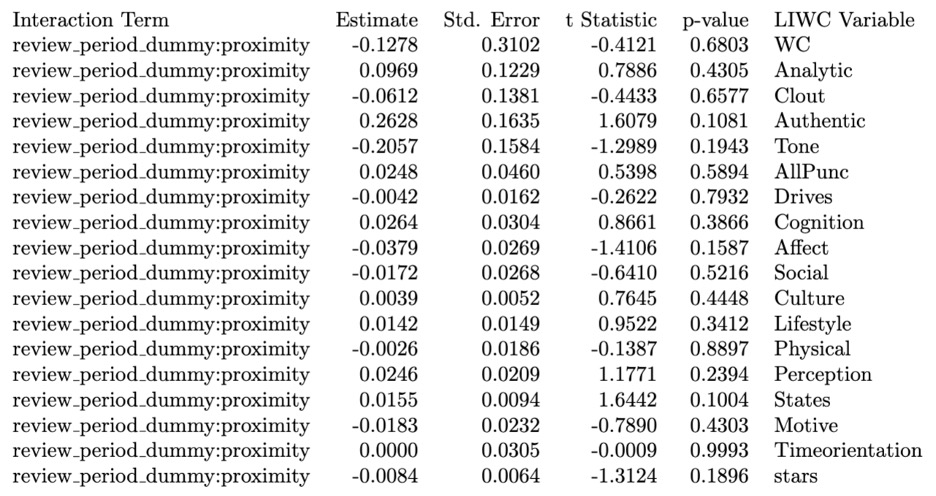 Interaction Term Estimate Std. Error t Statistic p-value LIWC Variable
review_period_dummy:proximity -0.1278 0.3102 -0.4121 0.6803 WC
review_period_dummy:proximity 0.0969 0.1229 0.7886 0.4305 Analytic
review_period_dummy:proximity -0.0612 0.1381 -0.4433 0.6577 Clout
review_period_dummy:proximity 0.2628 0.1635 1.6079 0.1081 Authentic
review_period_dummy:proximity -0.2057 0.1584 -1.2989 0.1943 Tone
review_period_dummy:proximity 0.0248 0.0460 0.5398 0.5894 AllPunc
review_period_dummy:proximity -0.0042 0.0162 -0.2622 0.7932 Drives
review_period_dummy:proximity 0.0264 0.0304 0.8661 0.3866 Cognition
review_period_dummy:proximity -0.0379 0.0269 -1.4106 0.1587 Affect
review_period_dummy:proximity -0.0172 0.0268 -0.6410 0.5216 Social
review_period_dummy:proximity 0.0039 0.0052 0.7645 0.4448 Culture
review_period_dummy:proximity 0.0142 0.0149 0.9522 0.3412 Lifestyle
review_period_dummy:proximity -0.0026 0.0186 -0.1387 0.8897 Physical
review_period_dummy:proximity 0.0246 0.0209 1.1771 0.2394 Perception
review_period_dummy:proximity 0.0155 0.0094 1.6442 0.1004 States
review_period_dummy:proximity -0.0183 0.0232 -0.7890 0.4303 Motive
review_period_dummy:proximity 0.0000 0.0305 -0.0009 0.9993 Timeorientation
review_period_dummy:proximity -0.0084 0.0064 -1.3124 0.1896 stars